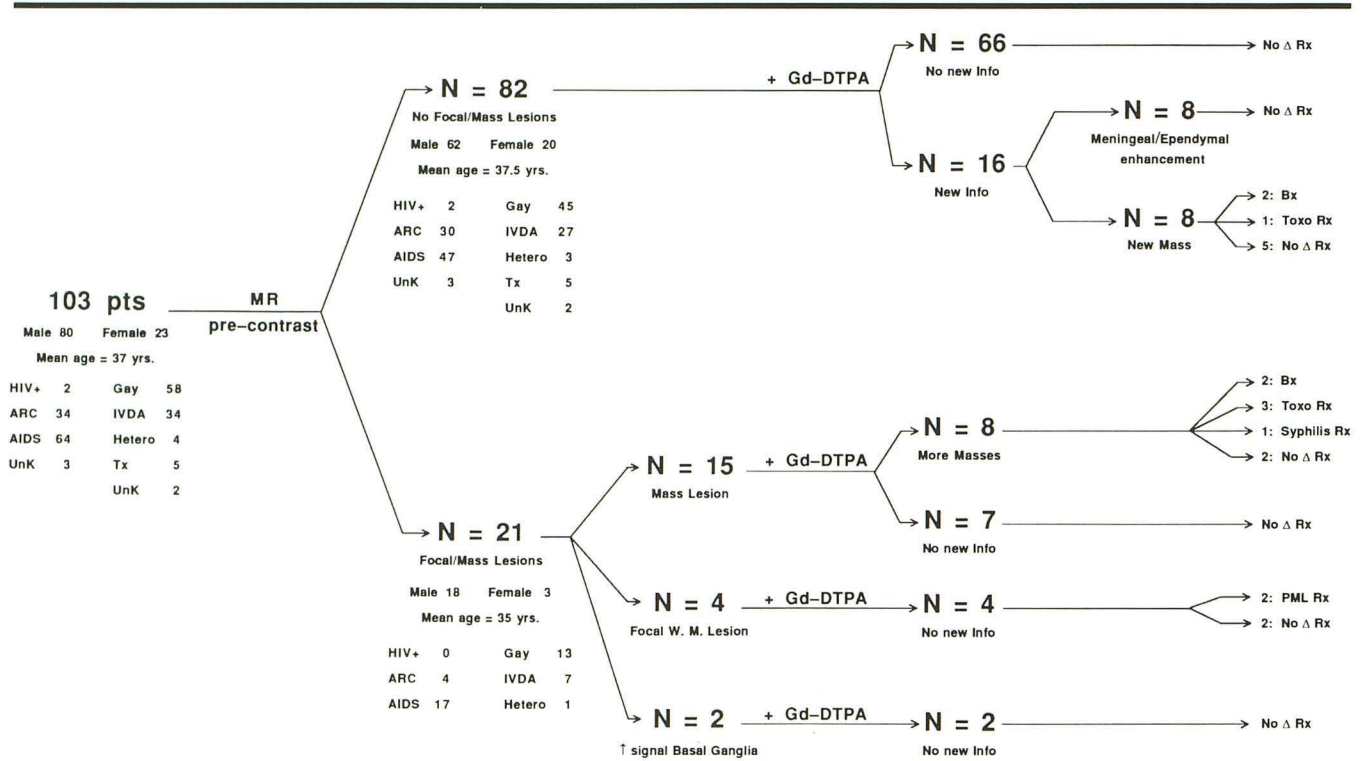 103 pts
Male 80 Female 23
Mean age = 37 yrs.
HIV+ 2 Gay 58
ARC 34 IVDA 34
AIDS 64 Hetero 4
UnK 3 Tx 5
UnK 2
MR
pre-contrast
N = 82
No Focal/Mass Lesions
Male 62 Female 20
Mean age = 37.5 yrs.
HIV+ 2 Gay 45
ARC 30 IVDA 27
AIDS 47 Hetero 3
UnK 3 Tx 5
UnK 2
+ Gd-DTPA
N = 66
No new Info
No Δ Rx
N = 16
New Info
N = 8
Meningeal/Ependymal
enhancement
No Δ Rx
N = 8
New Mass
2: Bx
1: Toxo Rx
5: No Δ Rx
N = 21
Focal/Mass Lesions
Male 18 Female 3
Mean age = 35 yrs.
HIV+ 0 Gay 13
ARC 4 IVDA 7
AIDS 17 Hetero 1
N = 15
Mass Lesion
+ Gd-DTPA
N = 8
More Masses
2: Bx
3: Toxo Rx
1: Syphilis Rx
2: No Δ Rx
N = 7
No new Info
No Δ Rx
N = 4
Focal W. M. Lesion
+ Gd-DTPA
N = 4
No new Info
2: PML Rx
2: No Δ Rx
N = 2
↑ signal Basal Ganglia
+ Gd-DTPA
N = 2
No new Info
No Δ Rx